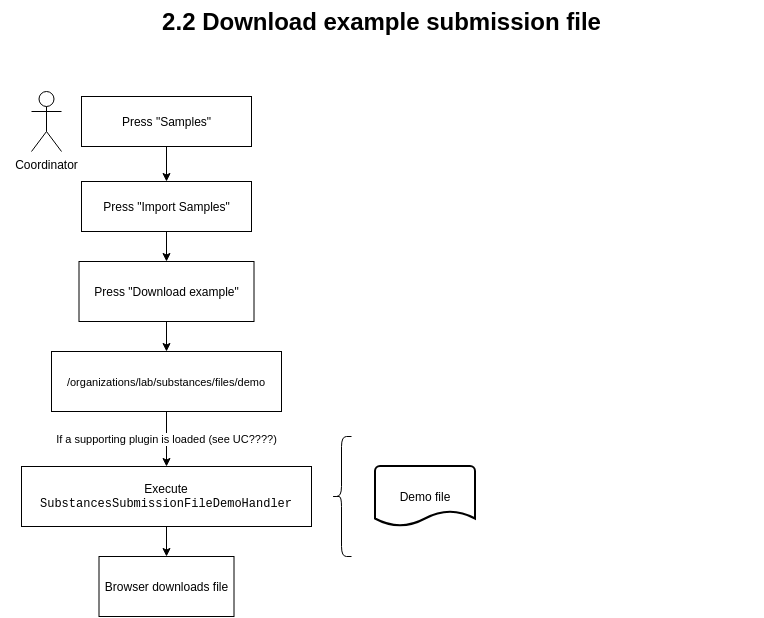 2.2 Download example submission file
Press "Samples"
Coordinator
Press "Import Samples"
Press "Download example"
/organizations/lab/substances/files/demo
If a supporting plugin is loaded (see UC????)
Execute
SubstancesSubmissionFileDemoHandler
Demo file
Browser downloads file